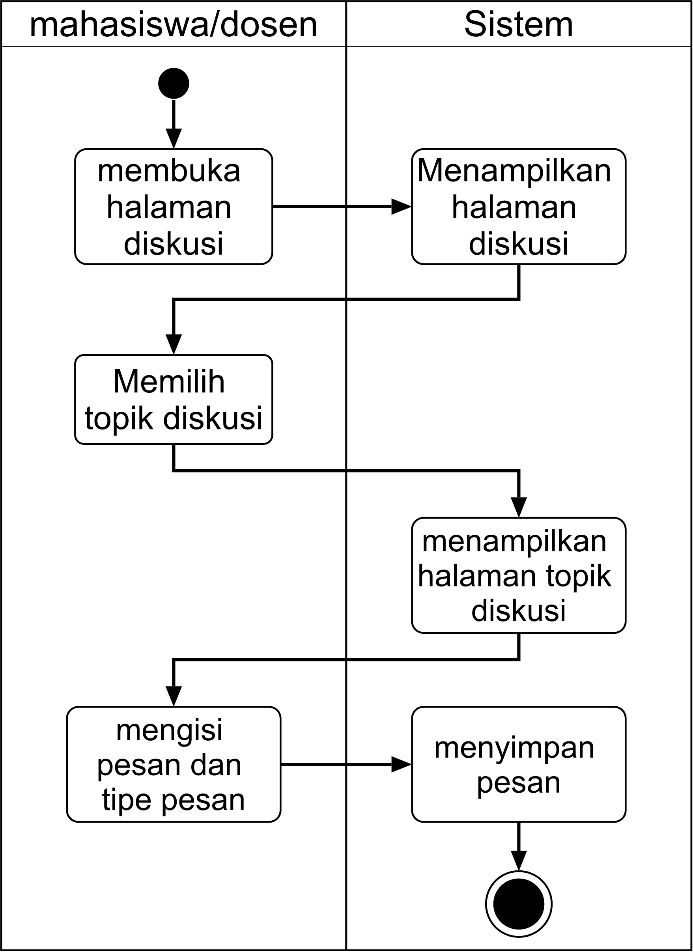 mahasiswa/dosen
Sistem
membuka
halaman
diskusi
Menampilkan
halaman
diskusi
Memilih
topik diskusi
menampilkan
halaman topik
diskusi
mengisi
pesan dan
tipe pesan
menyimpan
pesan